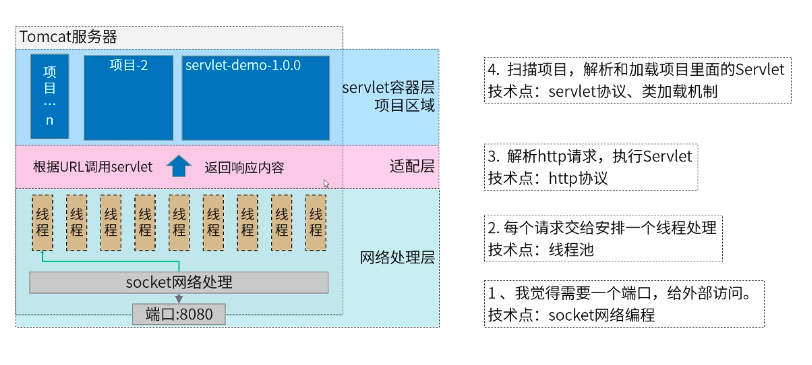 Tomcat服务器
项目…n
项目-2
servlet-demo-1.0.0
servlet容器层
项目区域
根据URL调用servlet
返回响应内容
适配层
线程
线程
线程
线程
线程
线程
线程
线程
线程
网络处理层
socket网络处理
端口:8080
4. 扫描项目，解析和加载项目里面的Servlet
技术点：servlet协议、类加载机制
3. 解析http请求，执行Servlet
技术点：http协议
2. 每个请求交给安排一个线程处理
技术点：线程池
1 、我觉得需要一个端口，给外部访问。
技术点：socket网络编程